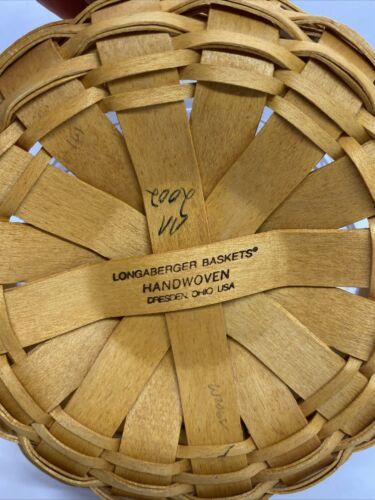 LONGABERGER BASKETS®
HANDWOVEN
DRESDEN, OHIO USA
2002